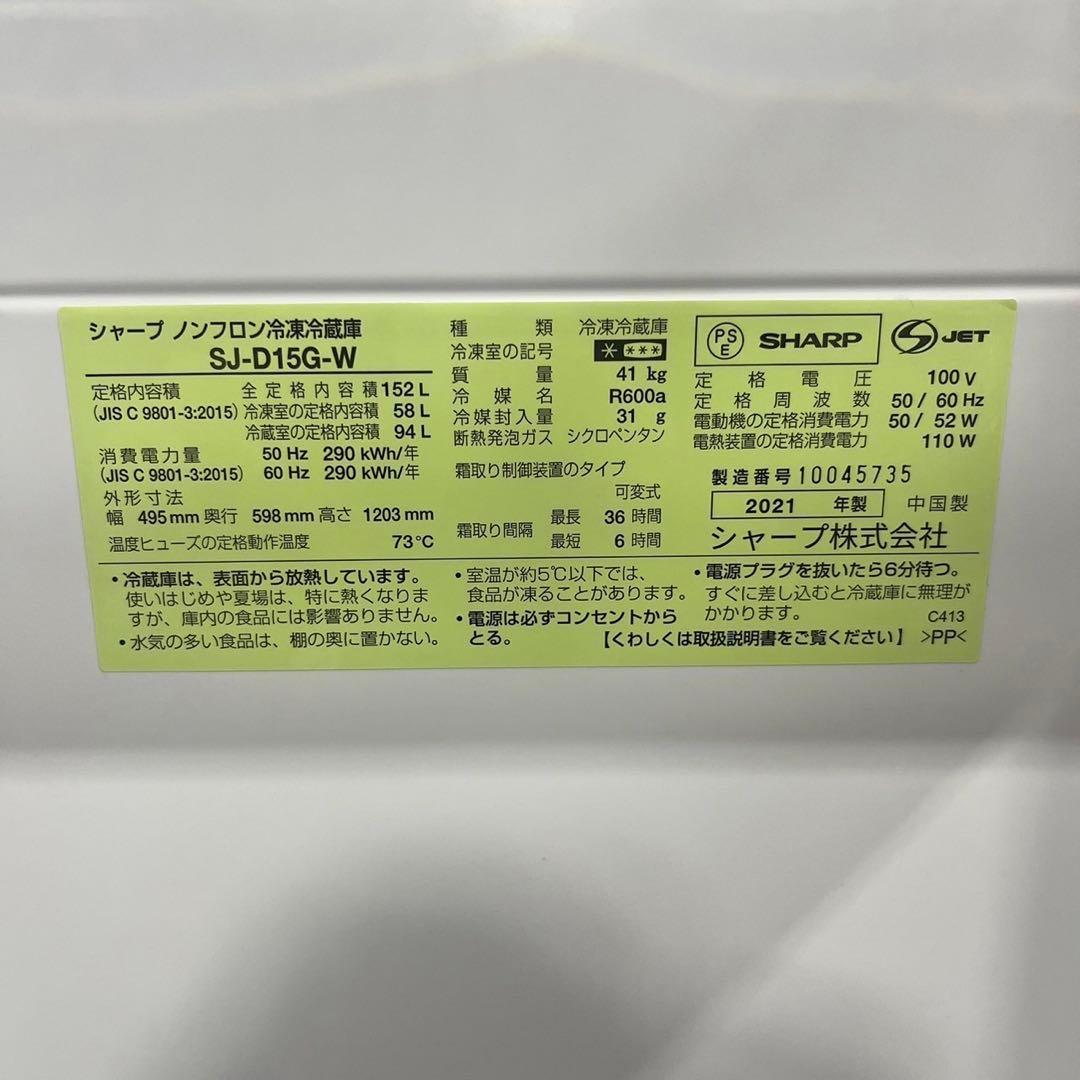 シャープ ノンフロン冷凍冷蔵庫
SJ-D15G-W
定格内容積 全定格内容積 152 L
(JIS C 9801-3:2015) 冷凍室の定格内容積 58 L
冷蔵室の定格内容積 94 L
消費電力量 50 Hz 290 kWh/年
(JIS C 9801-3:2015) 60 Hz 290 kWh/年
外形寸法
幅 495 mm 奥行 598 mm 高さ 1203 mm
温度ヒューズの定格動作温度 73℃
種類 冷凍冷蔵庫
冷凍室の記号 * ***
質量 41 kg
冷媒名 R600a
冷媒封入量 31 g
断熱発泡ガス シクロペンタン
霜取り制御装置のタイプ
可変式
霜取り間隔 最長 36 時間
最短 6 時間
PSE SHARP S JET
定格電圧 100 V
定格周波数 50 / 60 Hz
電動機の定格消費電力 50 / 52 W
電熱装置の定格消費電力 110 W
製造番号 10045735
2021 年製 中国製
シャープ株式会社
・冷蔵庫は、表面から放熱しています。
使いはじめや夏場は、特に熱くなりま
すが、庫内の食品には影響ありません。
・水気の多い食品は、棚の奥に置かない。
・室温が約5℃以下では、
食品が凍ることがあります。
・電源は必ずコンセントから
とる。
・電源プラグを抜いたら6分待つ。
すぐに差し込むと冷蔵庫に無理が
かかります。 C413
【くわしくは取扱説明書をご覧ください】 >PP<